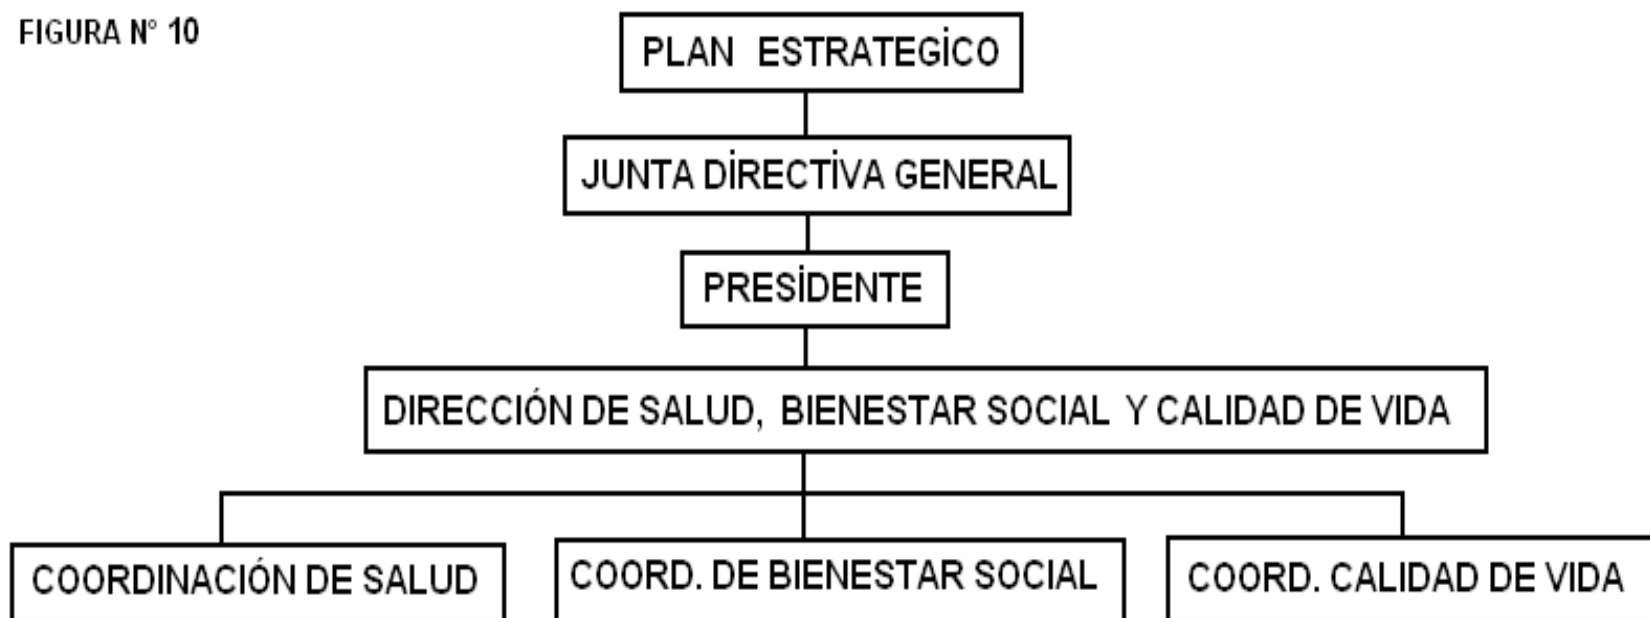 FIGURA N° 10
PLAN ESTRATEGİCO
JUNTA DİRECTİVA GENERAL
PRESİDENTE
DIRECCIÓN DE SALUD, BIENESTAR SOCIAL Y CALIDAD DE VIDA
COORDINACIÓN DE SALUD
COORD. DE BIENESTAR SOCIAL
COORD. CALIDAD DE VIDA